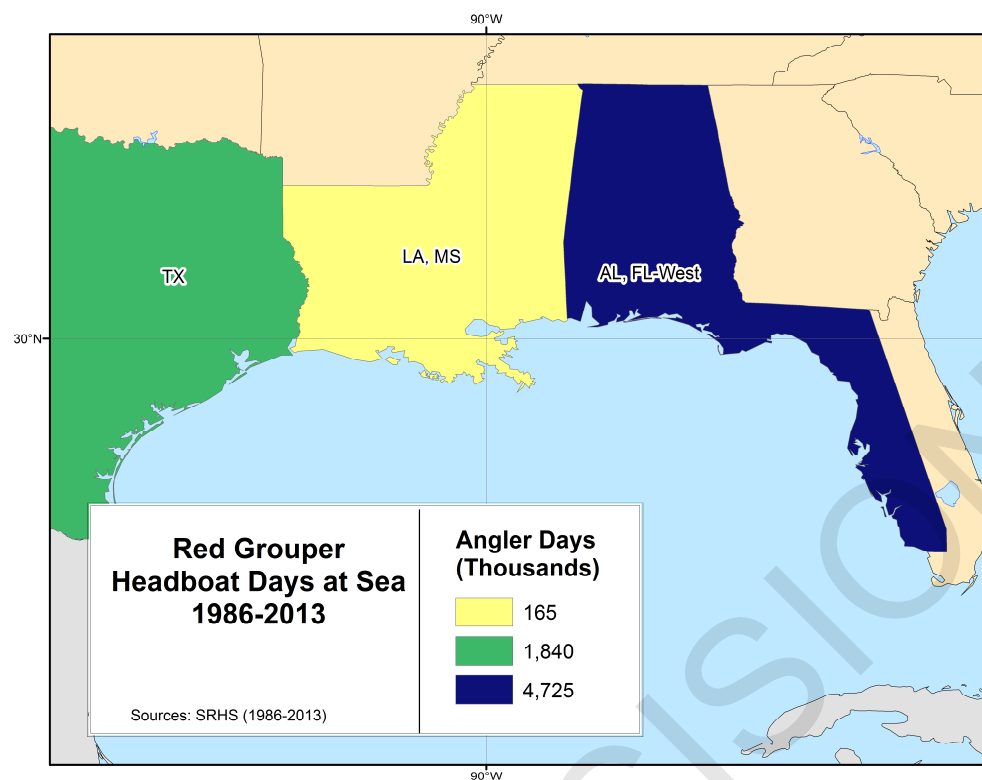 90°W
TX
LA, MS
AL, FL-West
30°N
Red Grouper
Headboat Days at Sea
1986-2013
Sources: SRHS (1986-2013)
Angler Days
(Thousands)
165
1,840
4,725
90°W